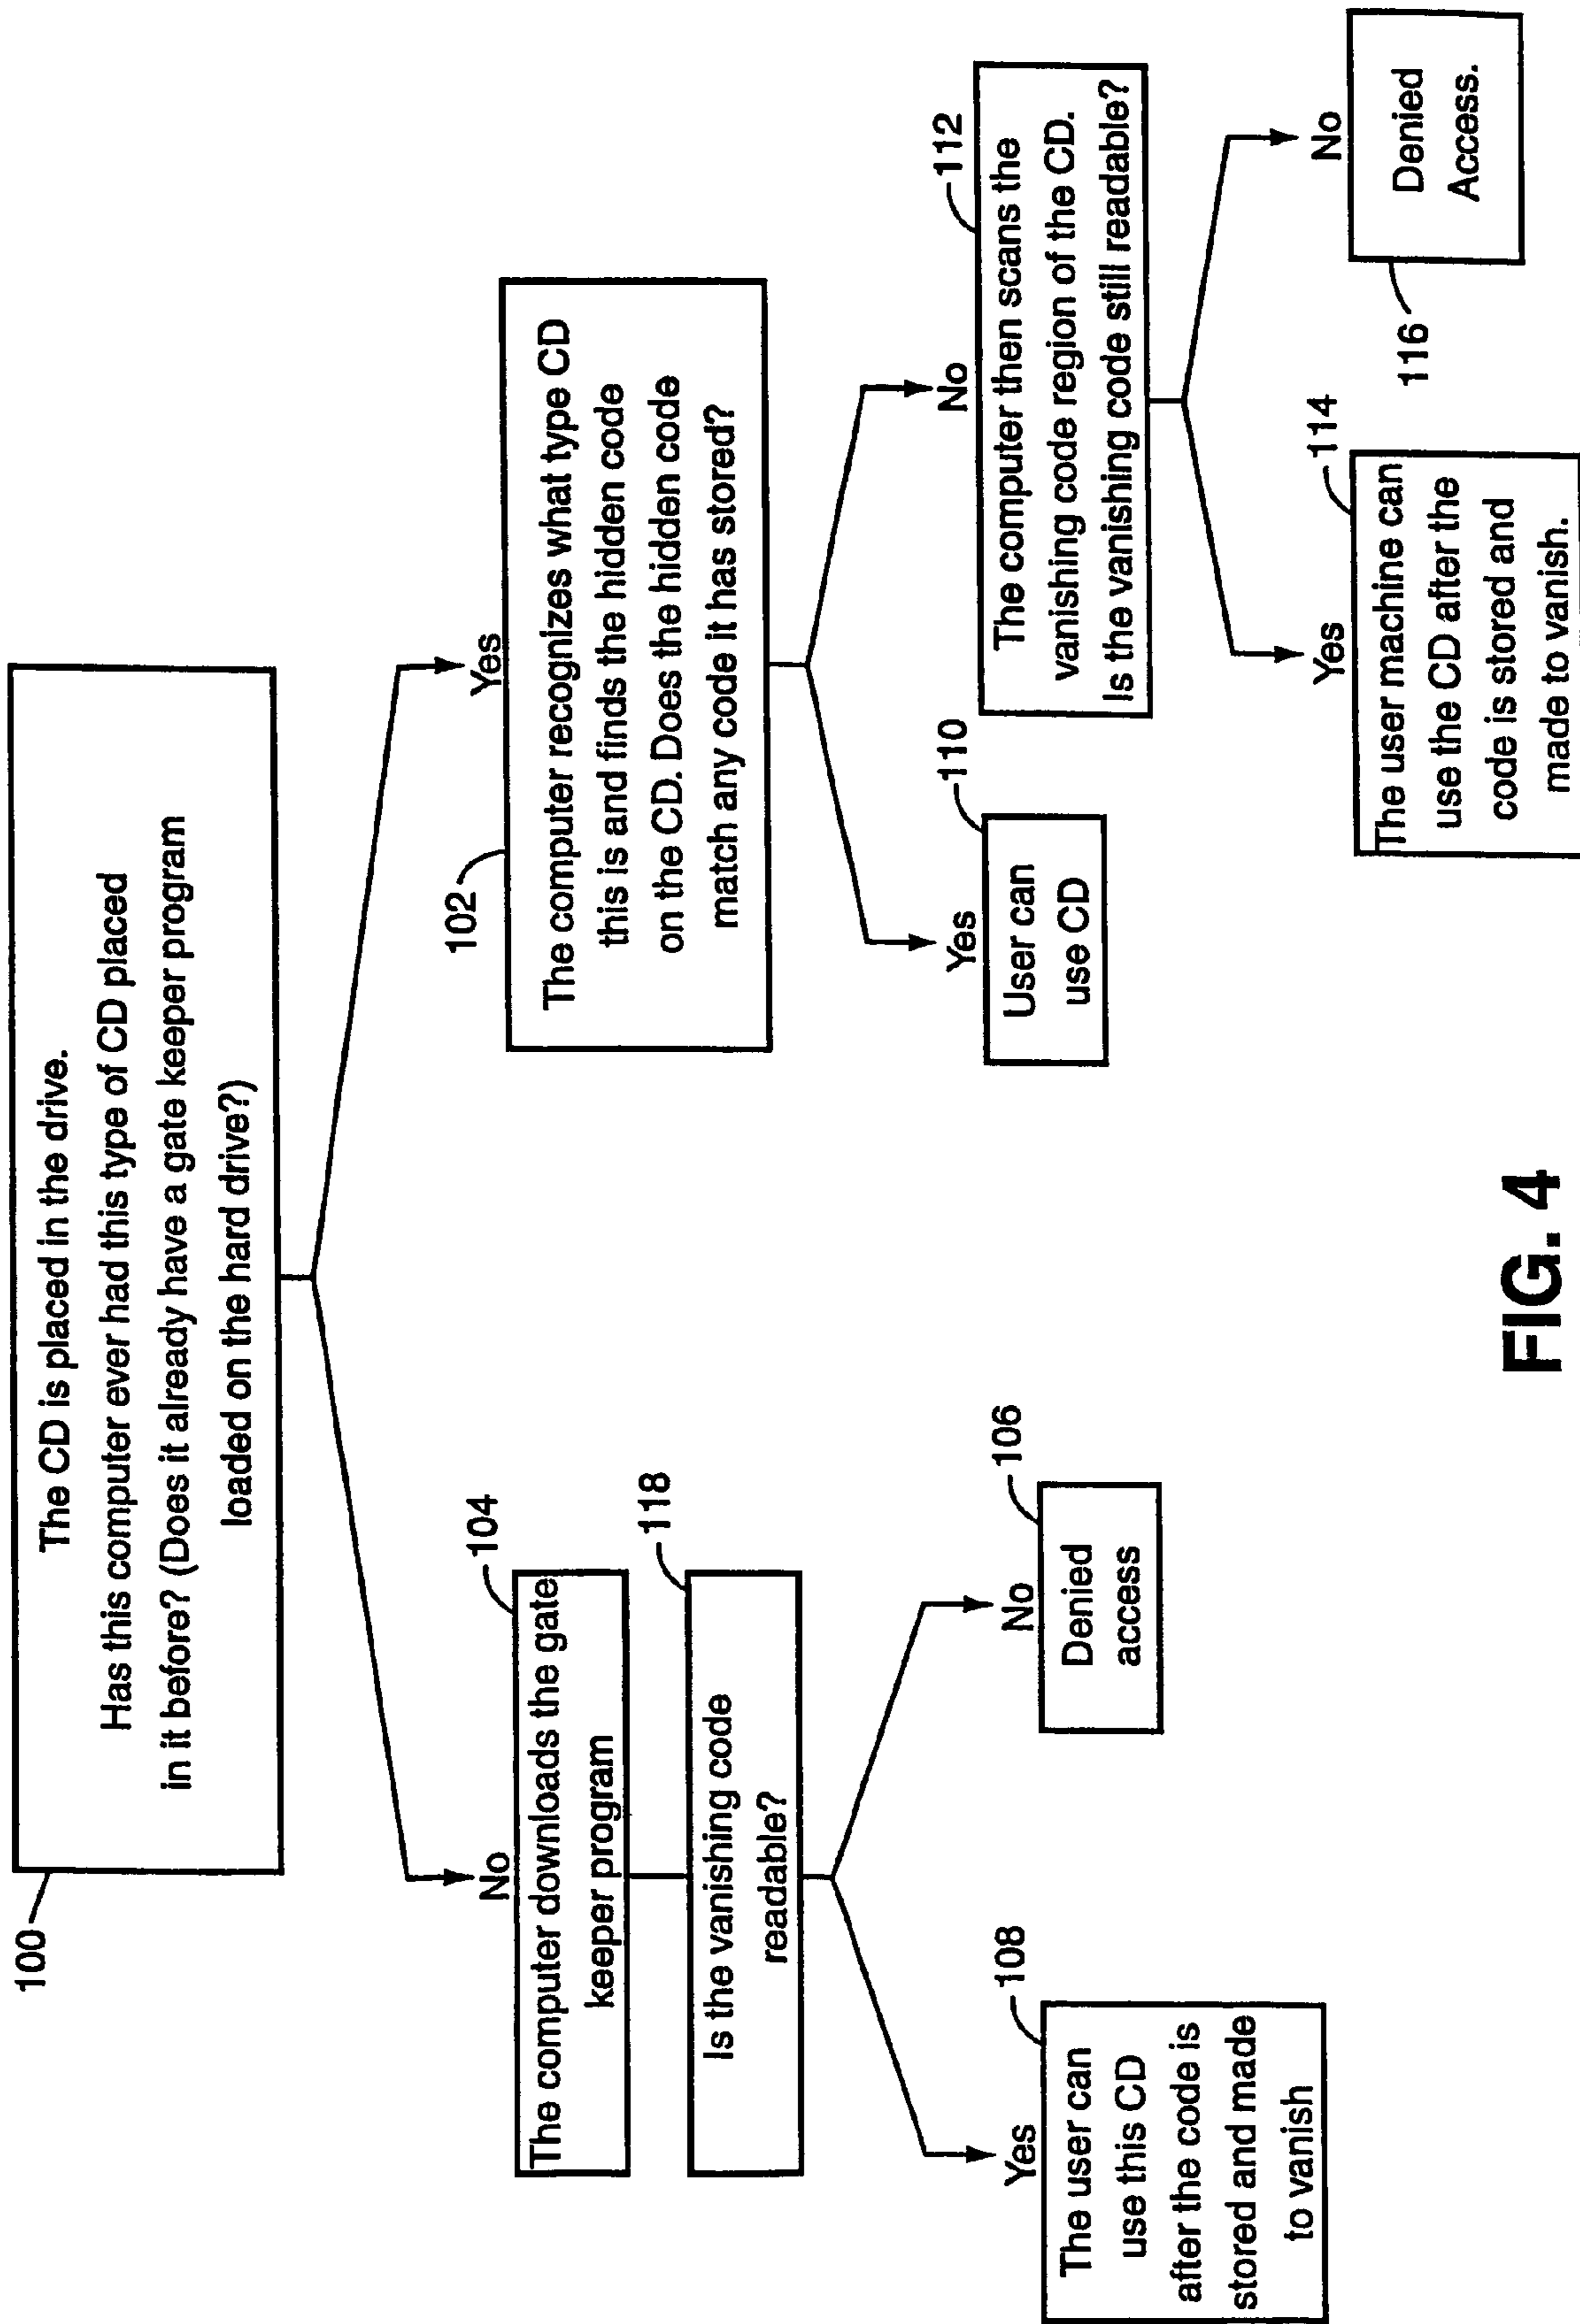 100
The CD is placed in the drive.
Has this computer ever had this type of CD placed
in it before? (Does it already have a gate keeper program
loaded on the hard drive?)
No
104
The computer downloads the gate
keeper program
118
Is the vanishing code
readable?
Yes
108
The user can
use this CD
after the code is
stored and made
to vanish
No
106
Denied
access
Yes
102
The computer recognizes what type CD
this is and finds the hidden code
on the CD. Does the hidden code
match any code it has stored?
Yes
110
User can
use CD
No
112
The computer then scans the
vanishing code region of the CD.
Is the vanishing code still readable?
Yes
114
The user machine can
use the CD after the
code is stored and
made to vanish.
No
116
Denied
Access.
FIG. 4